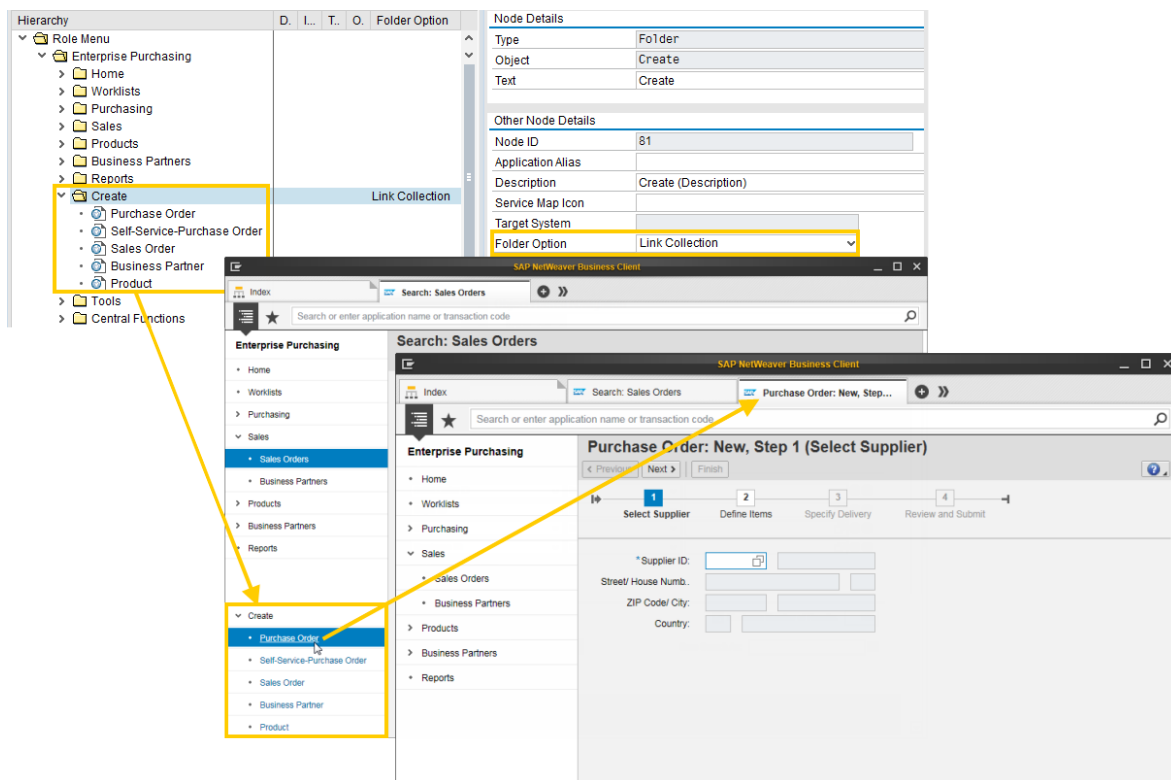 Hierarchy D. I... T.. O. Folder Option
Role Menu
Enterprise Purchasing
Home
Worklists
Purchasing
Sales
Products
Business Partners
Reports
Create Link Collection
Purchase Order
Self-Service-Purchase Order
Sales Order
Business Partner
Product
Tools
Central Functions
Node Details
Type Folder
Object Create
Text Create
Other Node Details
Node ID 81
Application Alias
Description Create (Description)
Service Map Icon
Target System
Folder Option Link Collection
SAP NetWeaver Business Client
Index Search: Sales Orders
Search or enter application name or transaction code
Enterprise Purchasing
Home
Worklists
Purchasing
Sales
Sales Orders
Business Partners
Products
Business Partners
Reports
Create
Purchase Order
Self-Service-Purchase Order
Sales Order
Business Partner
Product
Search: Sales Orders
SAP NetWeaver Business Client
Index Search: Sales Orders Purchase Order: New, Step...
Search or enter application name or transaction code
Enterprise Purchasing
Home
Worklists
Purchasing
Sales
Sales Orders
Business Partners
Products
Business Partners
Reports
Purchase Order: New, Step 1 (Select Supplier)
Previous Next Finish
1 2 3 4
Select Supplier Define Items Specify Delivery Review and Submit
*Supplier ID:
Street/ House Numb..
ZIP Code/ City:
Country: